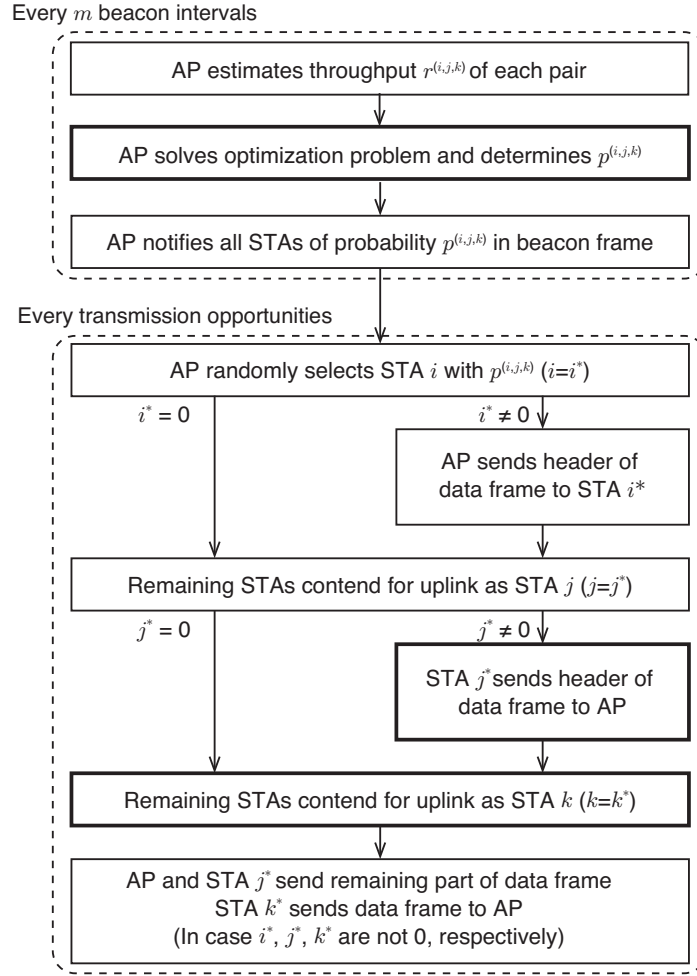 Every m beacon intervals
AP estimates throughput r^(i,j,k) of each pair
AP solves optimization problem and determines p^(i,j,k)
AP notifies all STAs of probability p^(i,j,k) in beacon frame
Every transmission opportunities
AP randomly selects STA i with p^(i,j,k) (i=i*)
i* = 0
i* ≠ 0
AP sends header of
data frame to STA i*
Remaining STAs contend for uplink as STA j (j=j*)
j* = 0
j* ≠ 0
STA j* sends header of
data frame to AP
Remaining STAs contend for uplink as STA k (k=k*)
AP and STA j* send remaining part of data frame
STA k* sends data frame to AP
(In case i*, j*, k* are not 0, respectively)